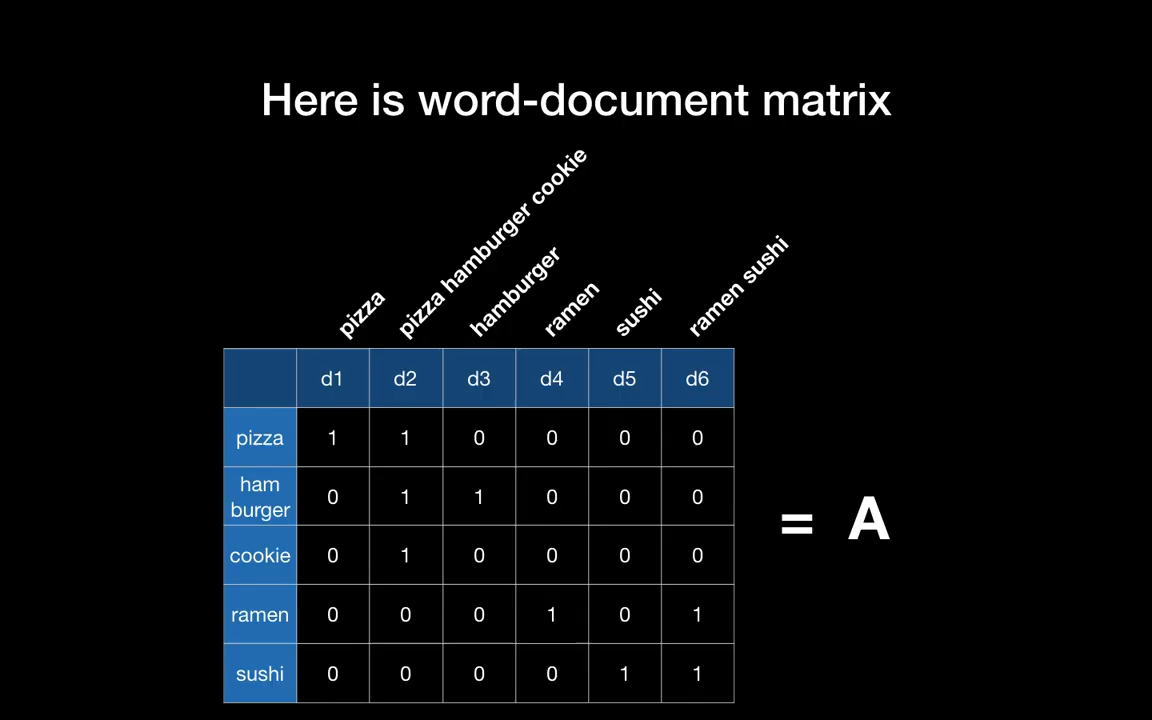 Here is word-document matrix
pizza
pizza hamburger cookie
hamburger
ramen
sushi
ramen sushi
d1 d2 d3 d4 d5 d6
pizza 1 1 0 0 0 0
ham
burger 0 1 1 0 0 0
cookie 0 1 0 0 0 0
ramen 0 0 0 1 0 1
sushi 0 0 0 0 1 1
= A